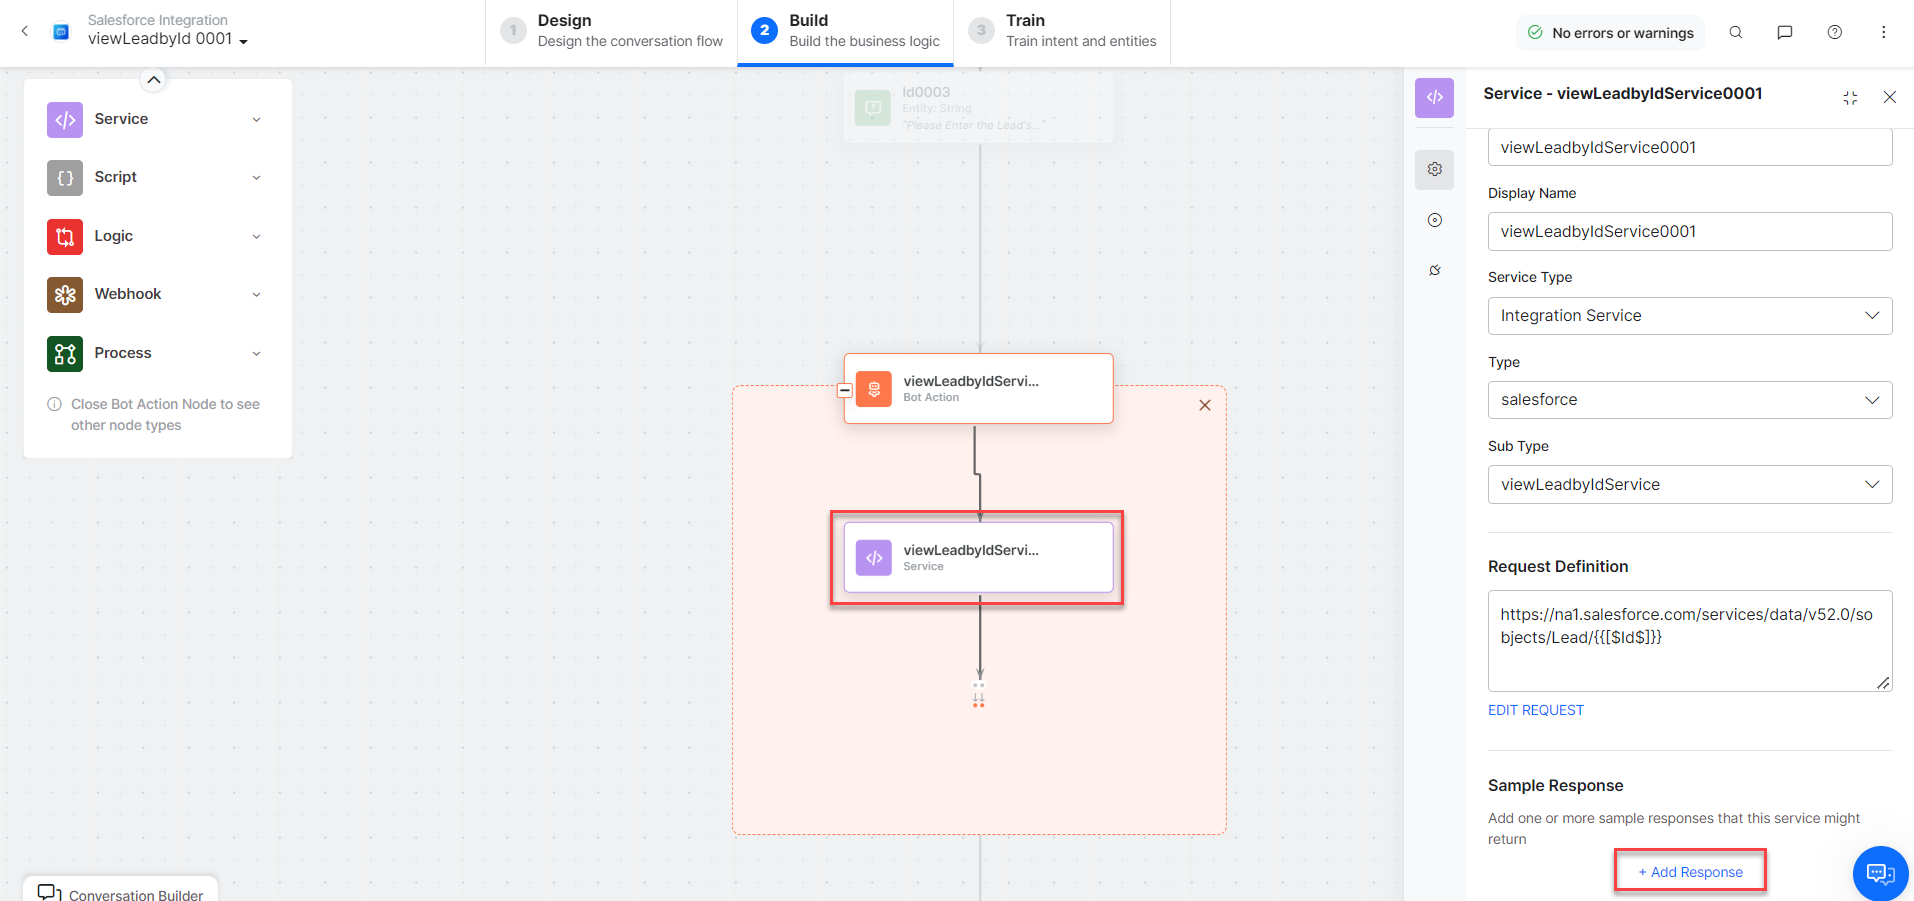 Salesforce Integration
viewLeadbyId 0001
1
Design
Design the conversation flow
2
Build
Build the business logic
3
Train
Train intent and entities
No errors or warnings
Service
Script
Logic
Webhook
Process
Close Bot Action Node to see
other node types
Id0003
Entity: String
"Please Enter the Lead's..."
viewLeadbyIdServi...
Bot Action
viewLeadbyIdServi...
Service
Conversation Builder
Service - viewLeadbyIdService0001
viewLeadbyIdService0001
Display Name
viewLeadbyIdService0001
Service Type
Integration Service
Type
salesforce
Sub Type
viewLeadbyIdService
Request Definition
https://na1.salesforce.com/services/data/v52.0/so
bjects/Lead/{{[$Id$]}}
EDIT REQUEST
Sample Response
Add one or more sample responses that this service might
return
+ Add Response